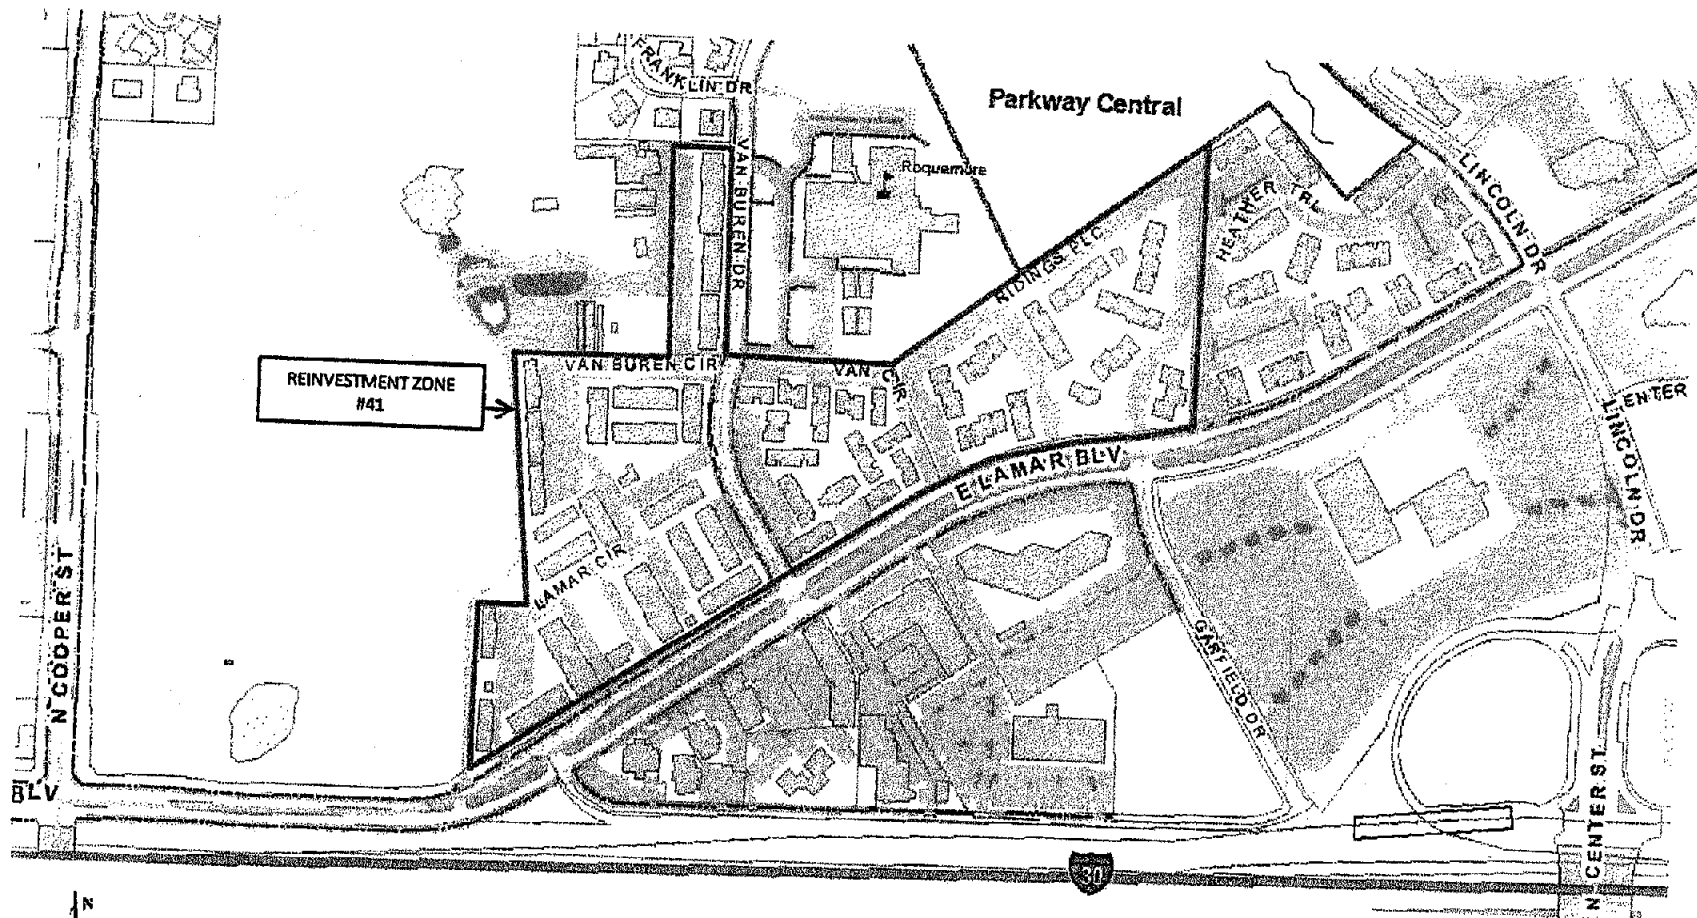 FRANKLIN DR
Parkway Central
VAN BUREN DR
Roquemore
LINCOLN DR
HEATHER TRL
RIDINGS PLC
VAN BUREN CIR
VAN CIR
REINVESTMENT ZONE
#41
ENTER
LINCOLN DR
E LAMAR BLV
LAMAR CIR
N COOPER ST
GARFIELD DR
BLV
N CENTER ST
30
N